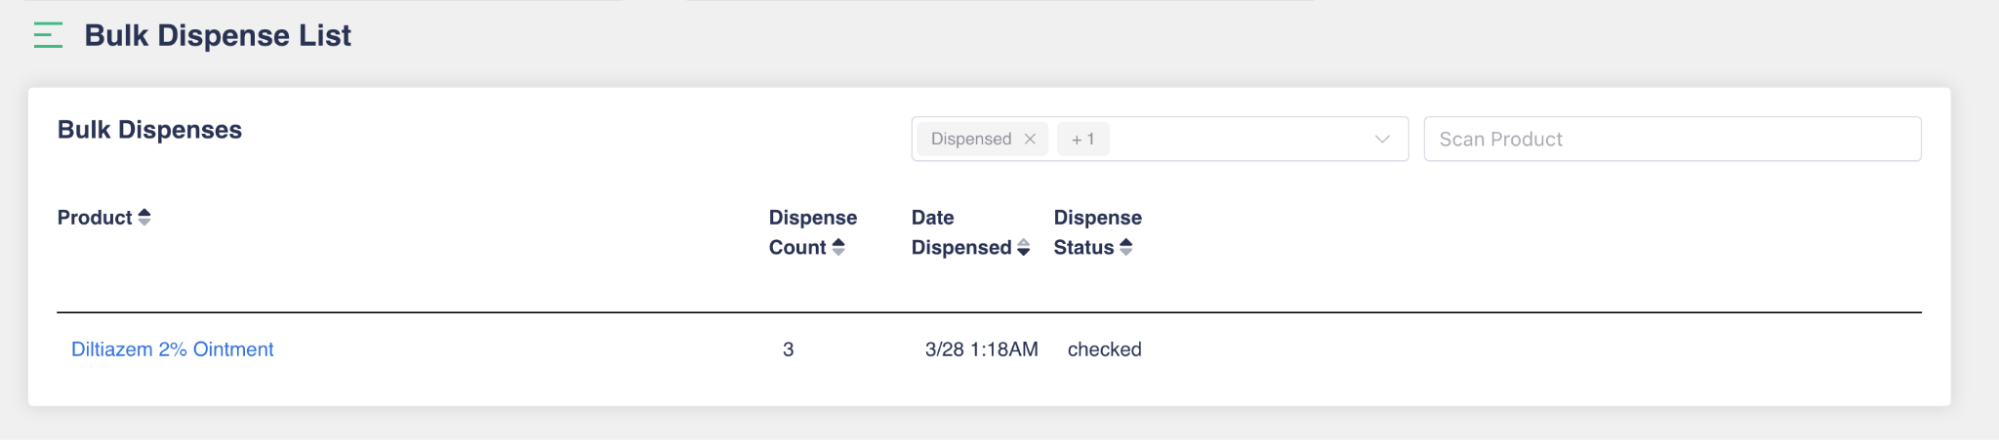 Bulk Dispense List
Bulk Dispenses
Dispensed × + 1
Scan Product
Product
Dispense
Count
Date
Dispensed
Dispense
Status
Diltiazem 2% Ointment 3 3/28 1:18AM checked